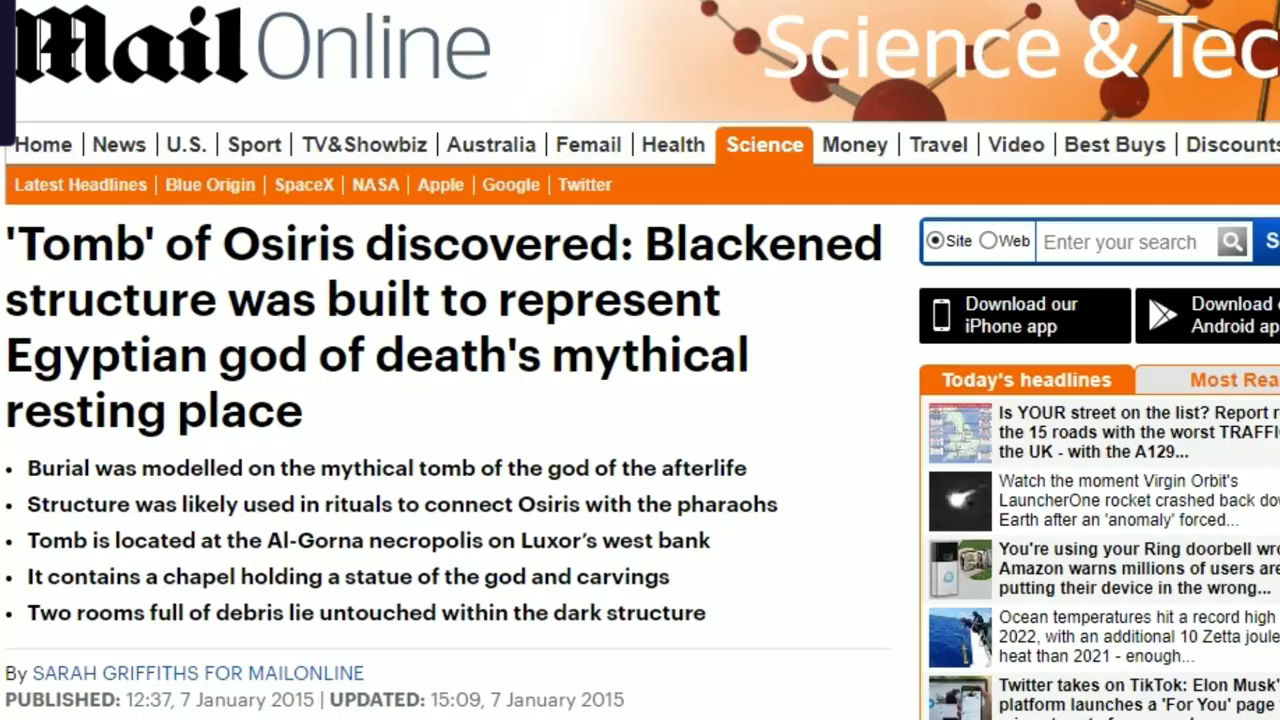 Mail Online
Science & Tec
Home | News | U.S. | Sport | TV&Showbiz | Australia | Femail | Health | Science | Money | Travel | Video | Best Buys | Discounts
Latest Headlines | Blue Origin | SpaceX | NASA | Apple | Google | Twitter
'Tomb' of Osiris discovered: Blackened
structure was built to represent
Egyptian god of death's mythical
resting place
• Burial was modelled on the mythical tomb of the god of the afterlife
• Structure was likely used in rituals to connect Osiris with the pharaohs
• Tomb is located at the Al-Gorna necropolis on Luxor’s west bank
• It contains a chapel holding a statue of the god and carvings
• Two rooms full of debris lie untouched within the dark structure
By SARAH GRIFFITHS FOR MAILONLINE
PUBLISHED: 12:37, 7 January 2015 | UPDATED: 15:09, 7 January 2015
Site Web Enter your search S
Download our
iPhone app
Download
Android ap
Today's headlines
Most Rea
Is YOUR street on the list? Report r
the 15 roads with the worst TRAFFI
the UK - with the A129...
Watch the moment Virgin Orbit's
LauncherOne rocket crashed back do
Earth after an 'anomaly' forced...
You're using your Ring doorbell wr
Amazon warns millions of users are
putting their device in the wrong...
Ocean temperatures hit a record high
2022, with an additional 10 Zetta joule
heat than 2021 - enough...
Twitter takes on TikTok: Elon Musk'
platform launches a 'For You' page